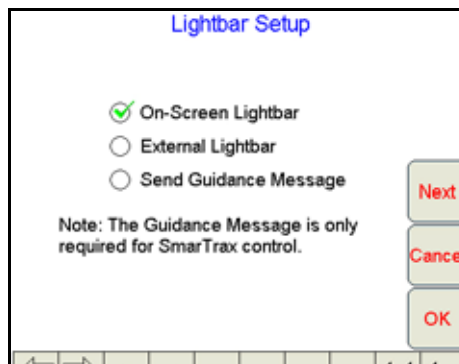 Lightbar Setup
On-Screen Lightbar
External Lightbar
Send Guidance Message
Note: The Guidance Message is only
required for SmarTrax control.
Next
Cance
OK